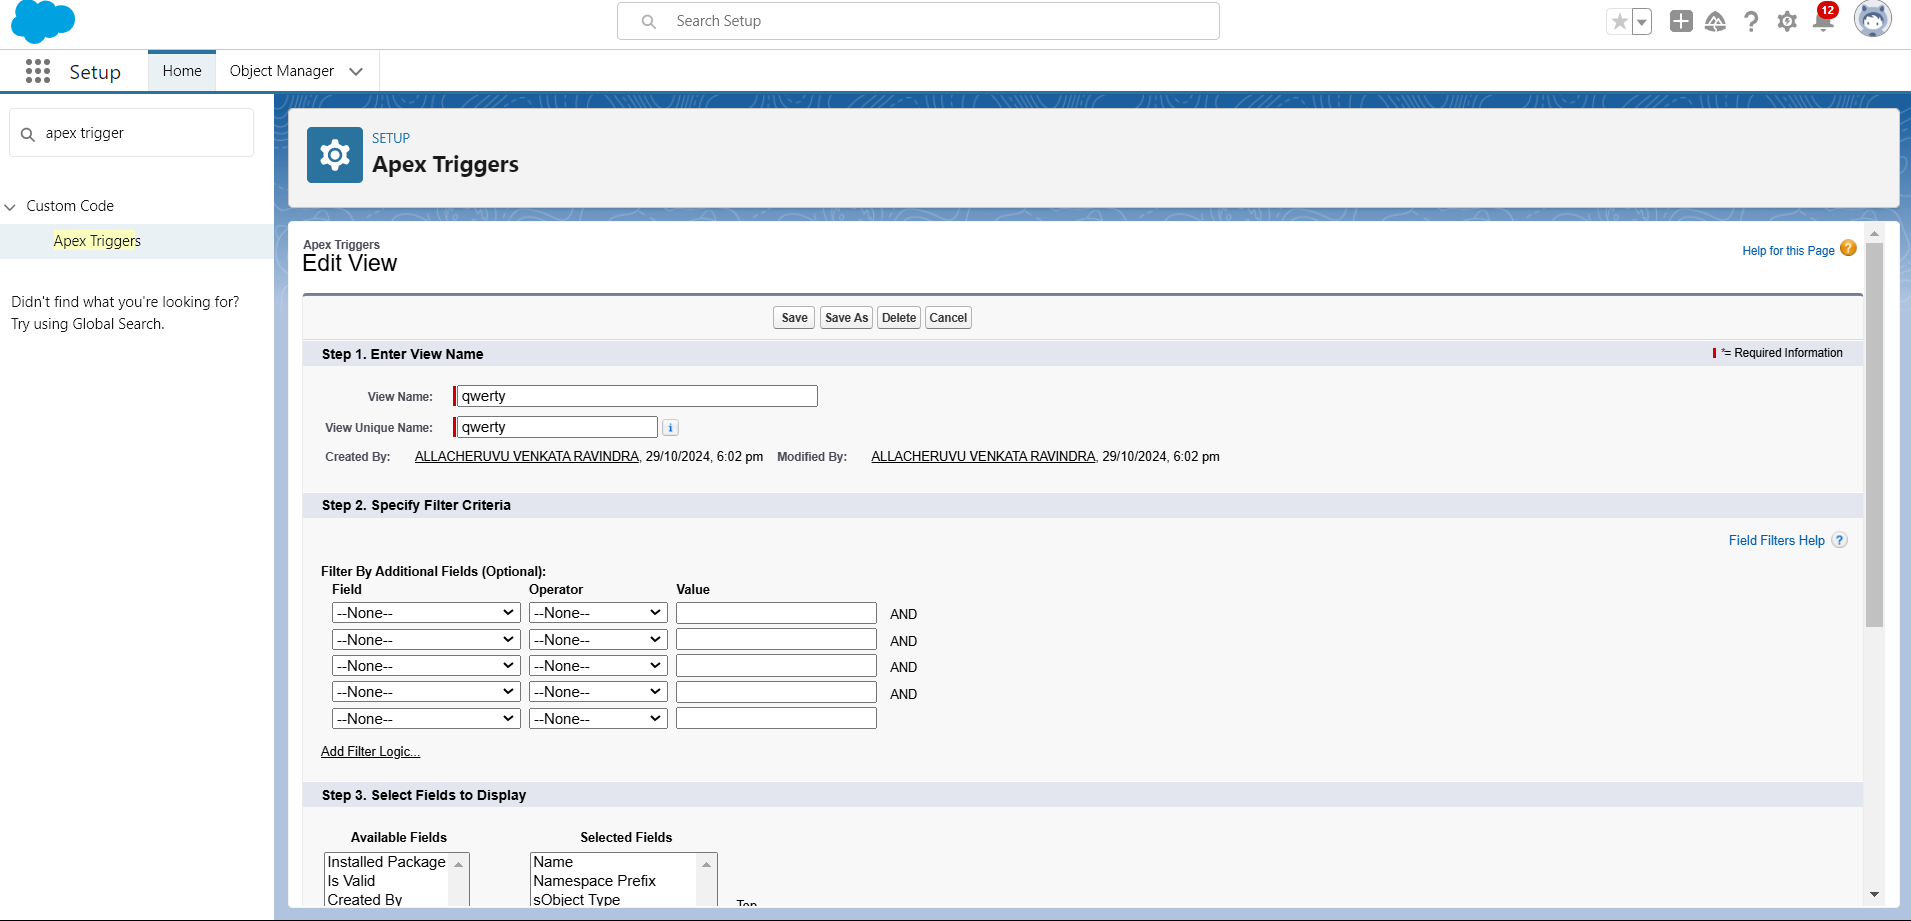 Search Setup
12
Setup
Home
Object Manager
apex trigger
Custom Code
Apex Triggers
Didn't find what you're looking for?
Try using Global Search.
SETUP
Apex Triggers
Apex Triggers
Edit View
Help for this Page ?
Save Save As Delete Cancel
Step 1. Enter View Name
*= Required Information
View Name: qwerty
View Unique Name: qwerty i
Created By: ALLACHERUVU VENKATA RAVINDRA, 29/10/2024, 6:02 pm Modified By: ALLACHERUVU VENKATA RAVINDRA, 29/10/2024, 6:02 pm
Step 2. Specify Filter Criteria
Field Filters Help ?
Filter By Additional Fields (Optional):
Field Operator Value
--None-- --None-- AND
--None-- --None-- AND
--None-- --None-- AND
--None-- --None-- AND
--None-- --None--
Add Filter Logic...
Step 3. Select Fields to Display
Available Fields Selected Fields
Installed Package Name
Is Valid Namespace Prefix
Created By sObject Type
Top